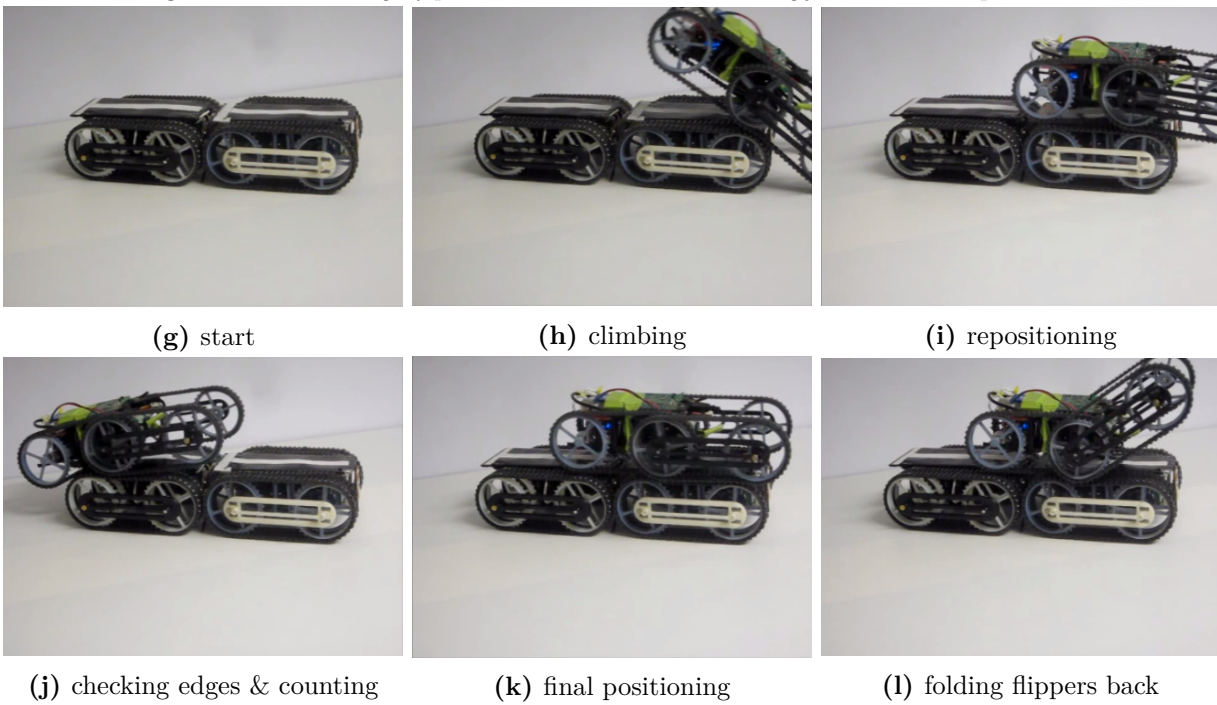 (g) start
(h) climbing
(i) repositioning
(j) checking edges & counting
(k) final positioning
(l) folding flippers back